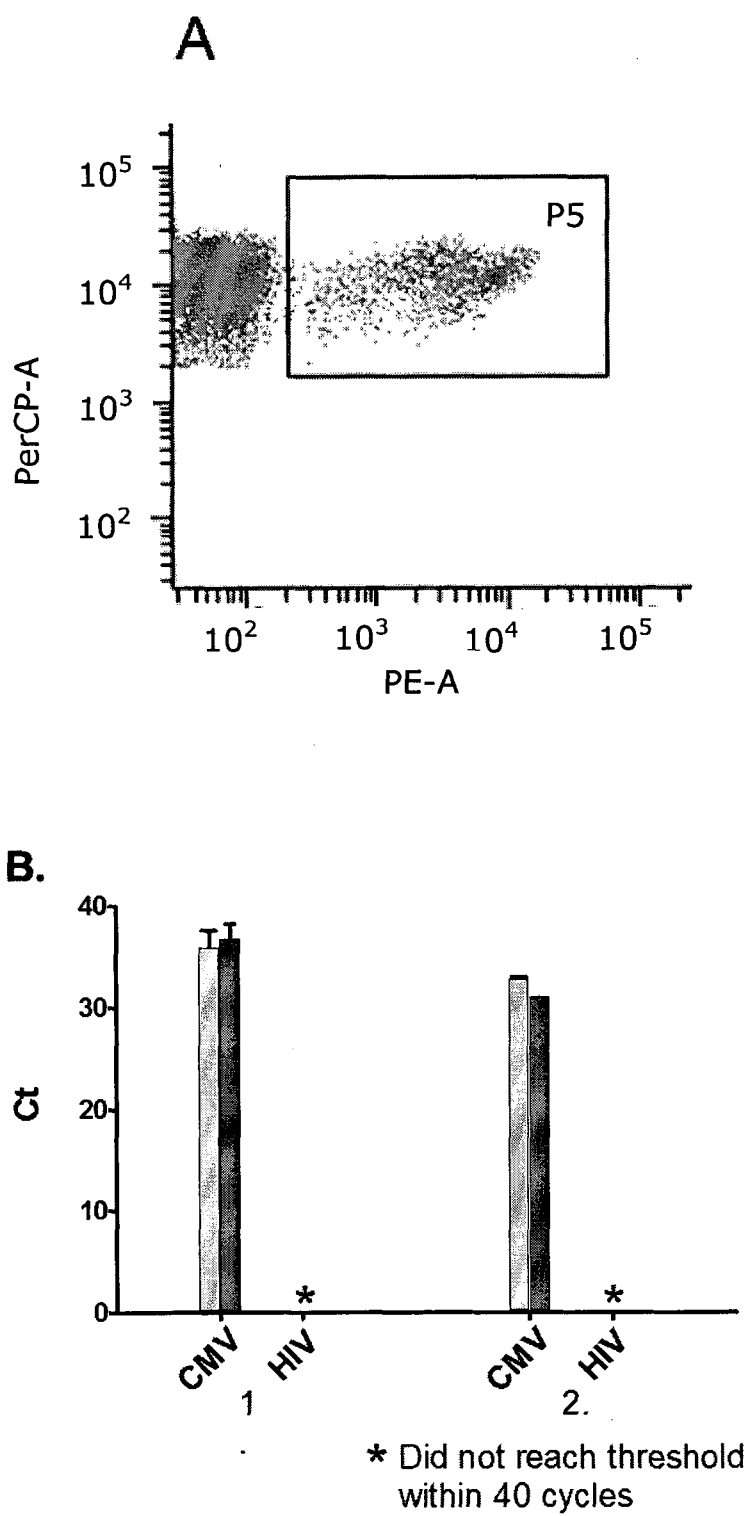 A
10⁵
P5
10⁴
10³
10²
PerCP-A
10² 10³ 10⁴ 10⁵
PE-A
B.
40
30
20
10
0
Ct
* *
CMV HIV CMV HIV
1 2.
* Did not reach threshold
within 40 cycles